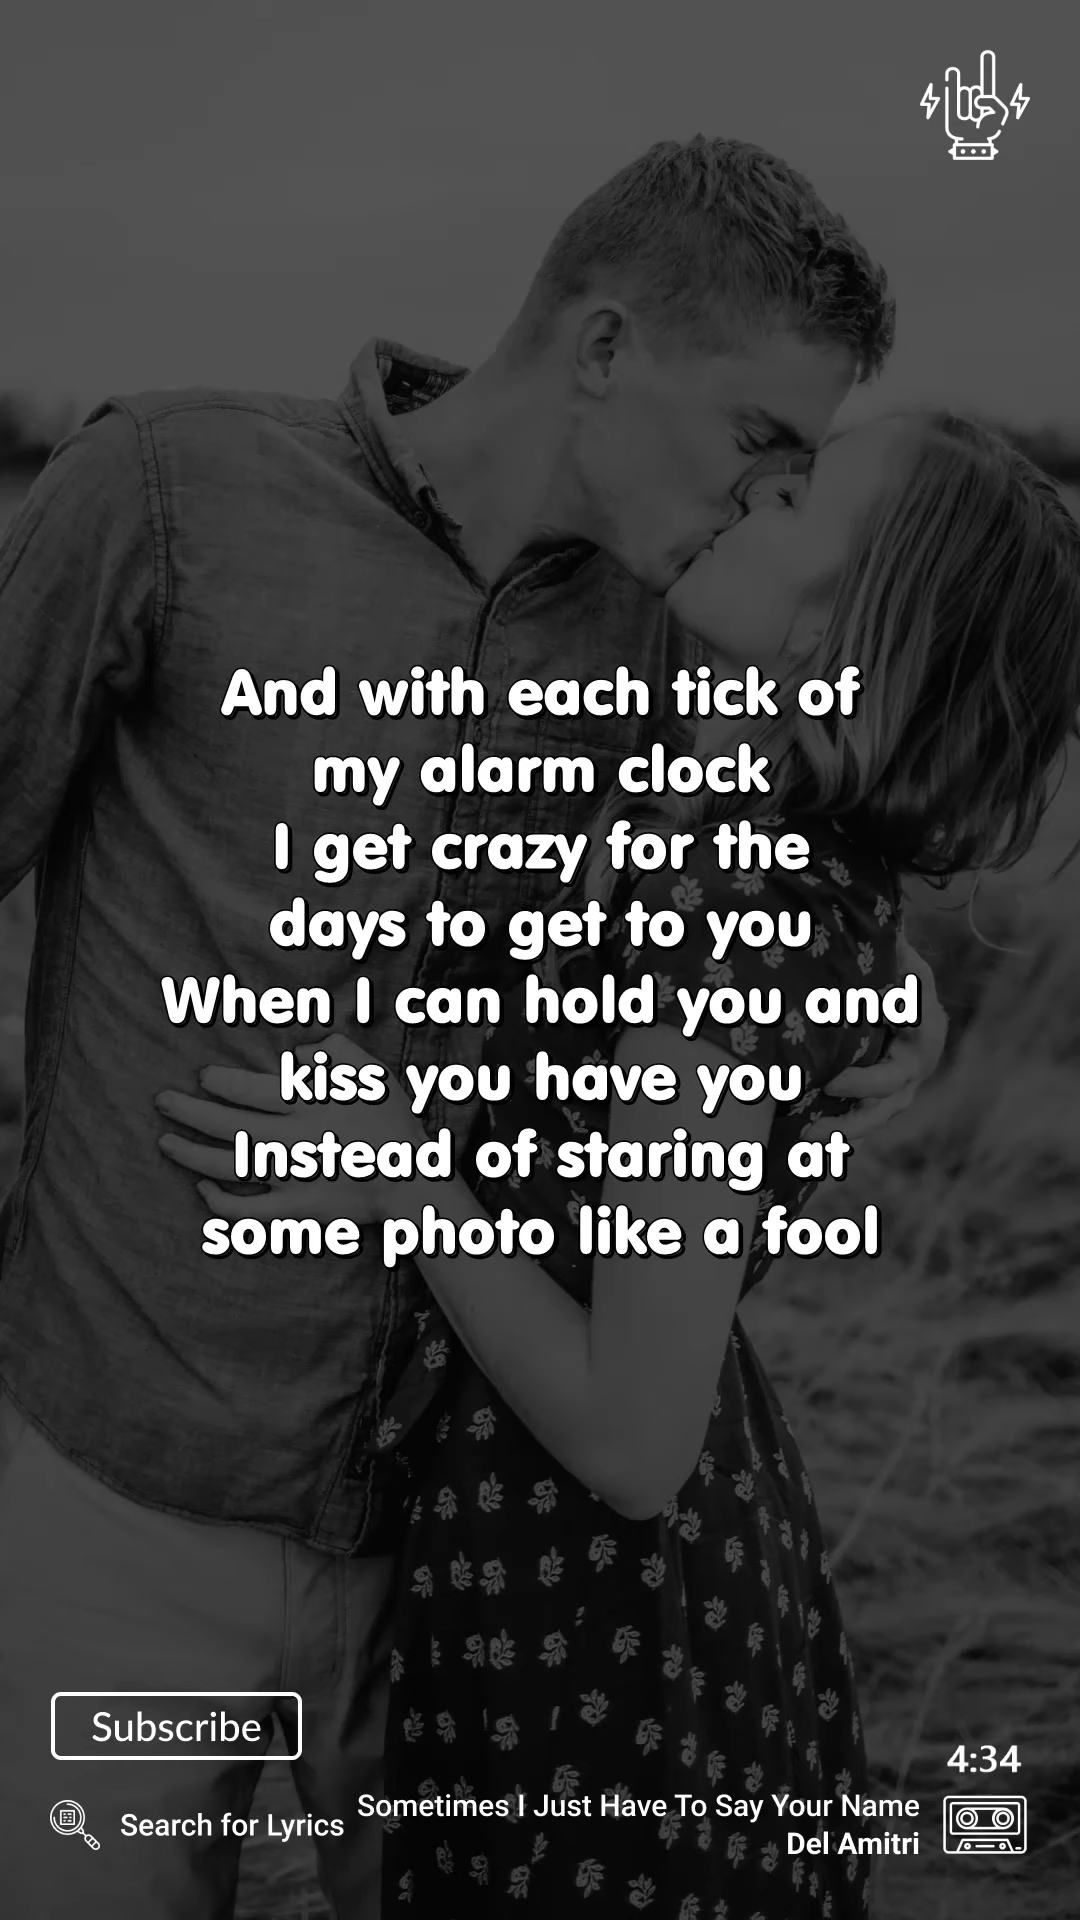 And with each tick of
my alarm clock
I get crazy for the
days to get to you
When I can hold you and
kiss you have you
Instead of staring at
some photo like a fool
Subscribe
4:34
Search for Lyrics
Sometimes I Just Have To Say Your Name
Del Amitri